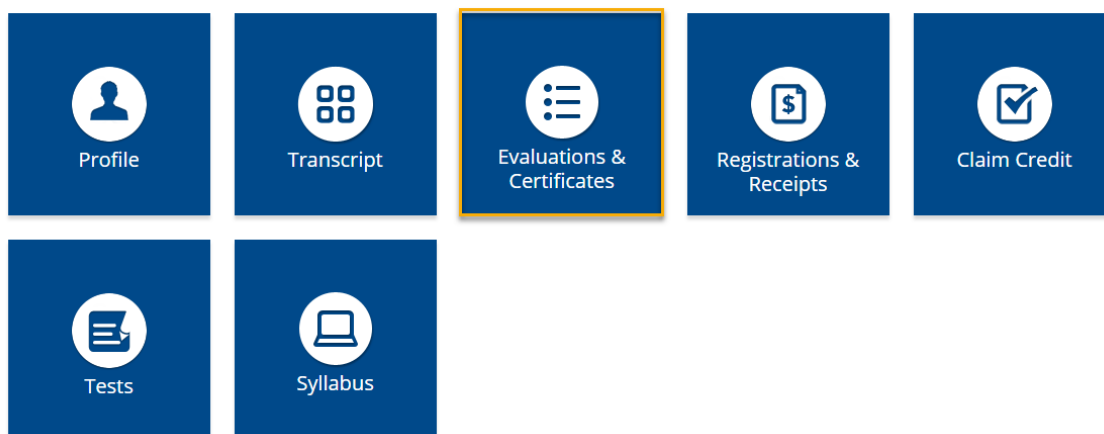 Profile
Transcript
Evaluations &
Certificates
$
Registrations &
Receipts
Claim Credit
Tests
Syllabus